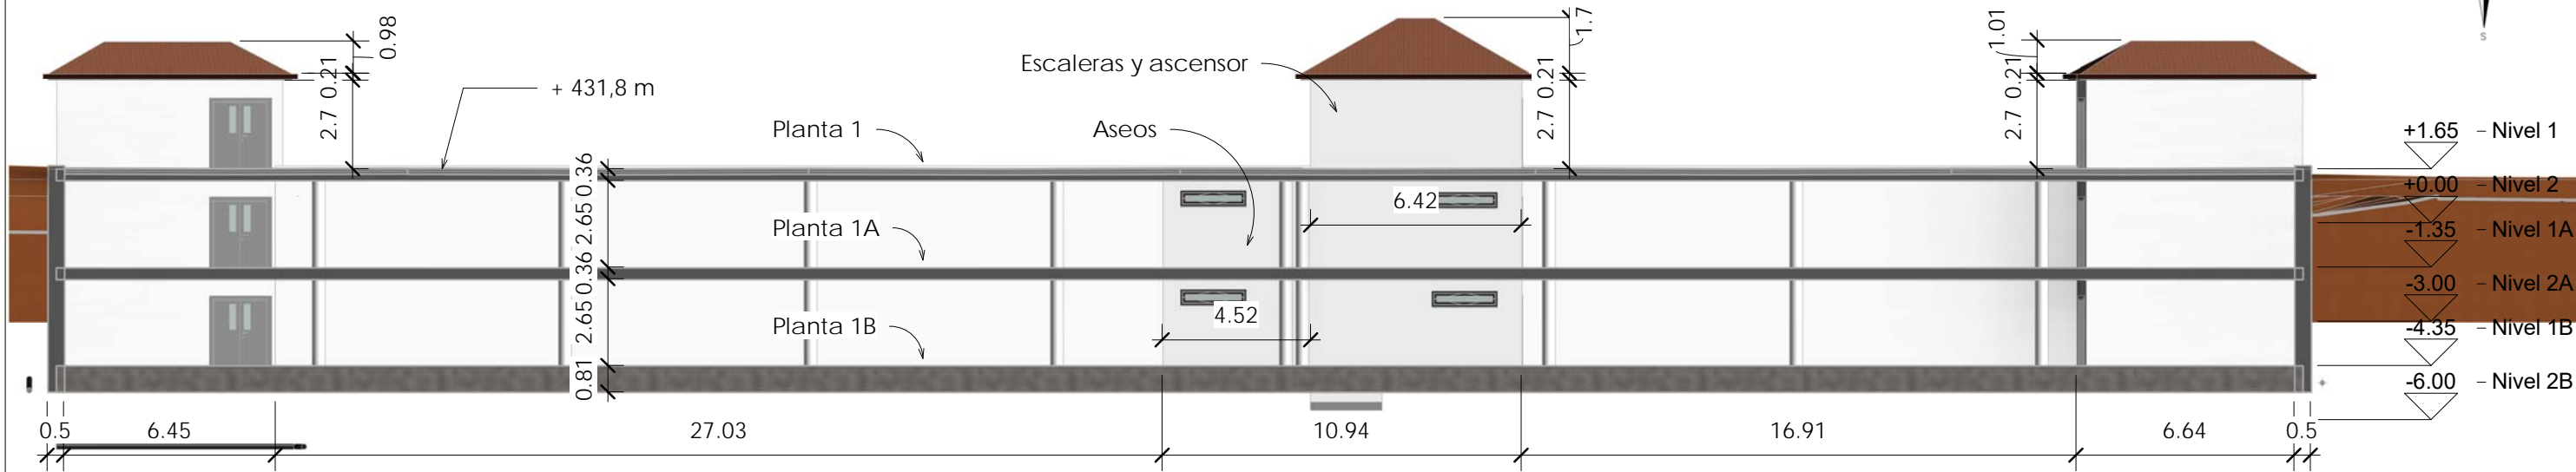 S
0.98
1.7
1.01
Escaleras y ascensor
0.21
0.21
0.21
+ 431,8 m
2.7
2.7
2.7
Planta 1
Aseos
+1.65 – Nivel 1
0.36
+0.00 – Nivel 2
6.42
2.65
Planta 1A
-1.35 – Nivel 1A
0.36
-3.00 – Nivel 2A
4.52
2.65
Planta 1B
-4.35 – Nivel 1B
0.81
-6.00 – Nivel 2B
0.5 6.45 27.03 10.94 16.91 6.64 0.5